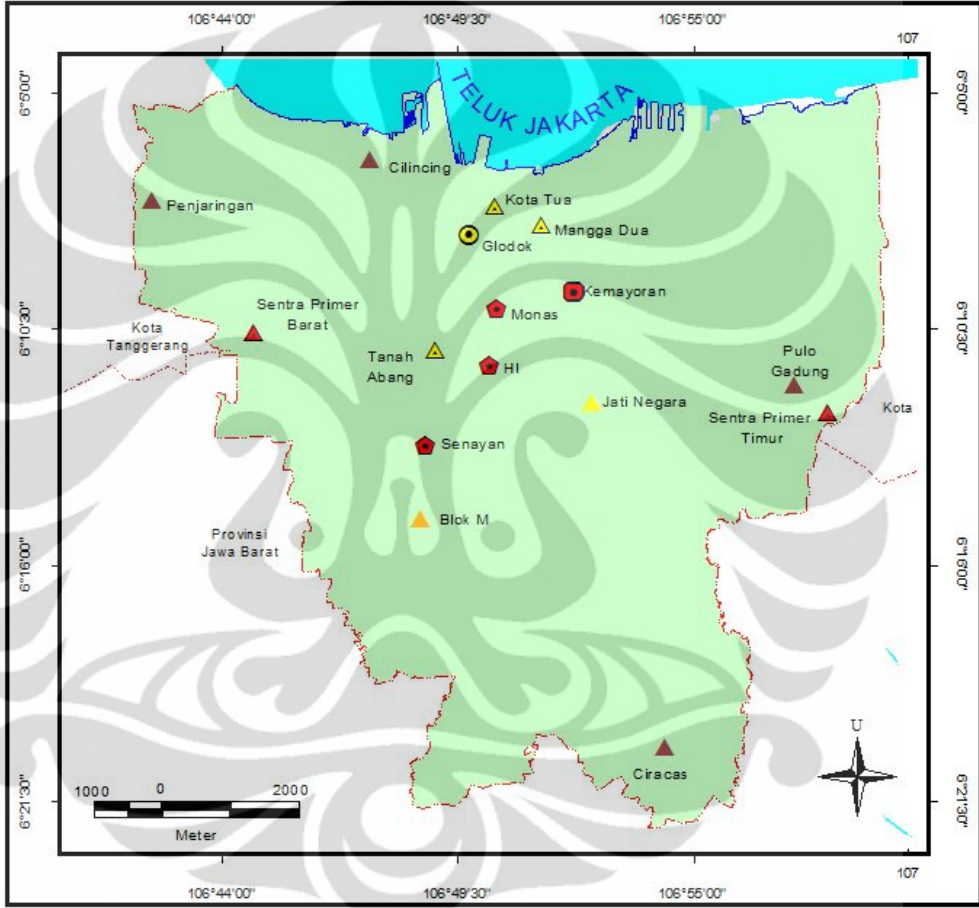 106°44'00"
106°49'30"
106°55'00"
107
6°5'00"
6°5'00"
TELUK JAKARTA
Cilincing
Penjaringan
Kota Tua
Mangga Dua
Glodok
Kemayoran
Sentra Primer
Barat
Monas
6°10'30"
6°10'30"
Kota
Tanggerang
Tanah
Abang
HI
Pulo
Gadung
Jati Negara
Sentra Primer
Timur
Kota
Senayan
Blok M
Provinsi
Jawa Barat
6°16'00"
6°16'00"
U
Ciracas
1000 0 2000
Meter
6°21'30"
6°21'30"
106°44'00"
106°49'30"
106°55'00"
107